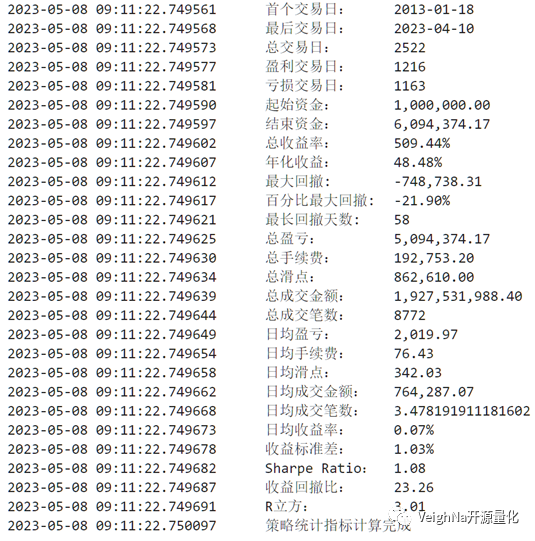 2023-05-08 09:11:22.749561 首个交易日: 2013-01-18
2023-05-08 09:11:22.749568 最后交易日: 2023-04-10
2023-05-08 09:11:22.749573 总交易日: 2522
2023-05-08 09:11:22.749577 盈利交易日: 1216
2023-05-08 09:11:22.749581 亏损交易日: 1163
2023-05-08 09:11:22.749590 起始资金: 1,000,000.00
2023-05-08 09:11:22.749597 结束资金: 6,094,374.17
2023-05-08 09:11:22.749602 总收益率: 509.44%
2023-05-08 09:11:22.749607 年化收益: 48.48%
2023-05-08 09:11:22.749612 最大回撤: -748,738.31
2023-05-08 09:11:22.749617 百分比最大回撤: -21.90%
2023-05-08 09:11:22.749621 最长回撤天数: 58
2023-05-08 09:11:22.749625 总盈亏: 5,094,374.17
2023-05-08 09:11:22.749630 总手续费: 192,753.20
2023-05-08 09:11:22.749634 总滑点: 862,610.00
2023-05-08 09:11:22.749639 总成交金额: 1,927,531,988.40
2023-05-08 09:11:22.749644 总成交笔数: 8772
2023-05-08 09:11:22.749649 日均盈亏: 2,019.97
2023-05-08 09:11:22.749654 日均手续费: 76.43
2023-05-08 09:11:22.749658 日均滑点: 342.03
2023-05-08 09:11:22.749662 日均成交金额: 764,287.07
2023-05-08 09:11:22.749668 日均成交笔数: 3.478191911181602
2023-05-08 09:11:22.749673 日均收益率: 0.07%
2023-05-08 09:11:22.749678 收益标准差: 1.03%
2023-05-08 09:11:22.749682 Sharpe Ratio: 1.08
2023-05-08 09:11:22.749687 收益回撤比: 23.26
2023-05-08 09:11:22.749691 R立方: 3.01
2023-05-08 09:11:22.750097 策略统计指标计算完成
VeighNa开源量化